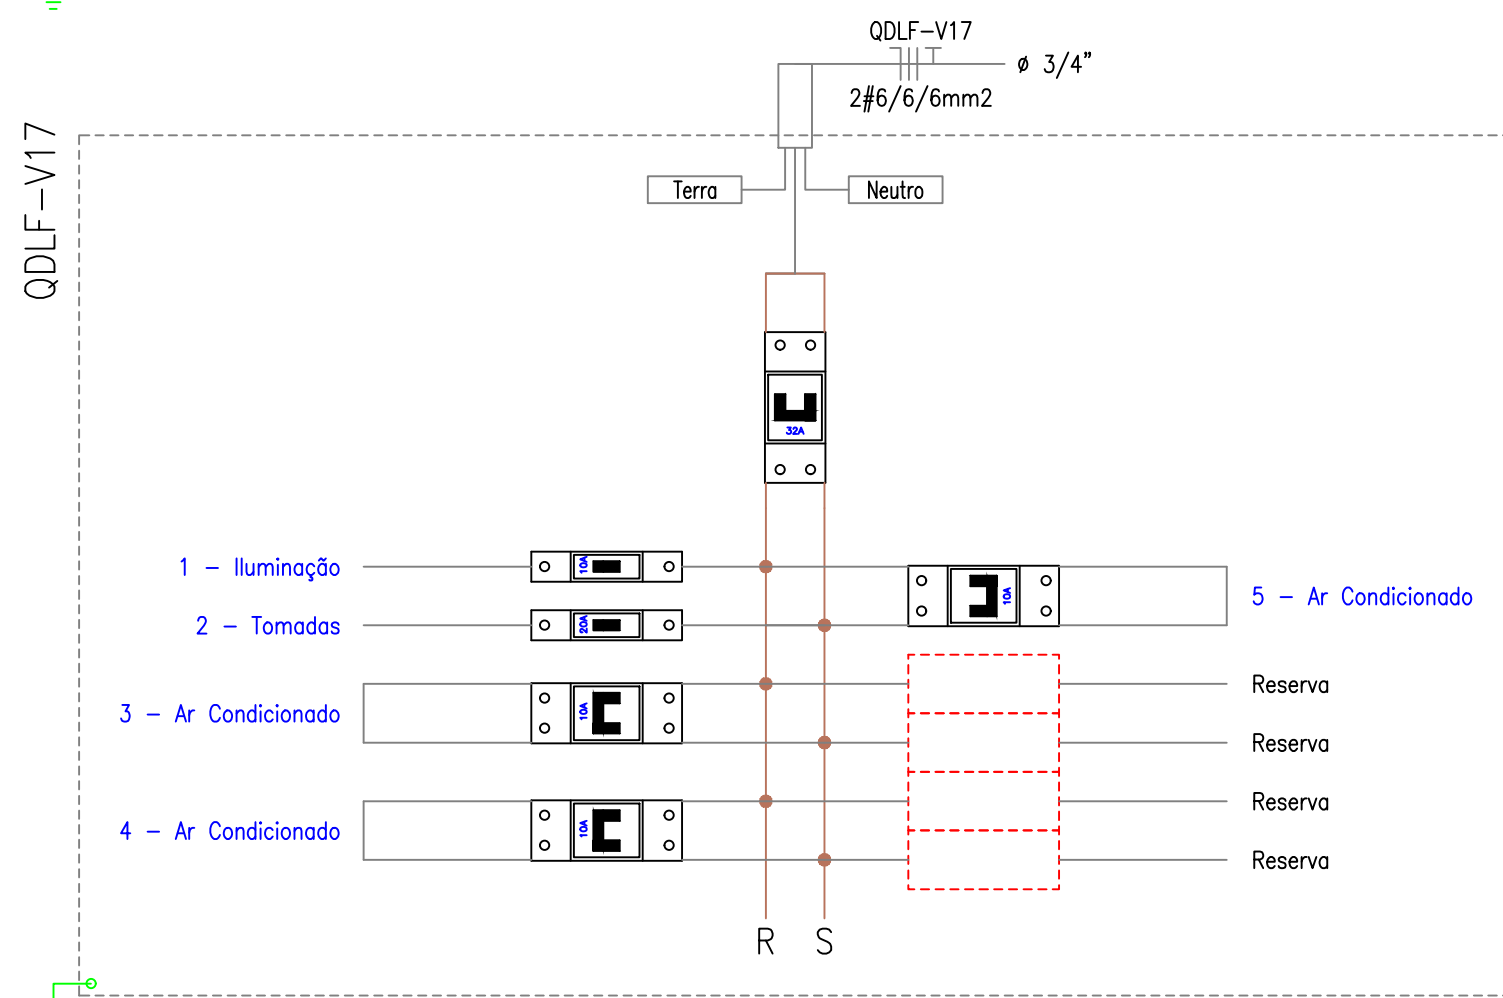 QDLF-V17
ø 3/4"
2#6/6/6mm2
QDLF-V17
Terra
Neutro
32A
1 - Iluminação
10A
2 - Tomadas
20A
10A
5 - Ar Condicionado
3 - Ar Condicionado
10A
Reserva
Reserva
4 - Ar Condicionado
10A
Reserva
Reserva
R S